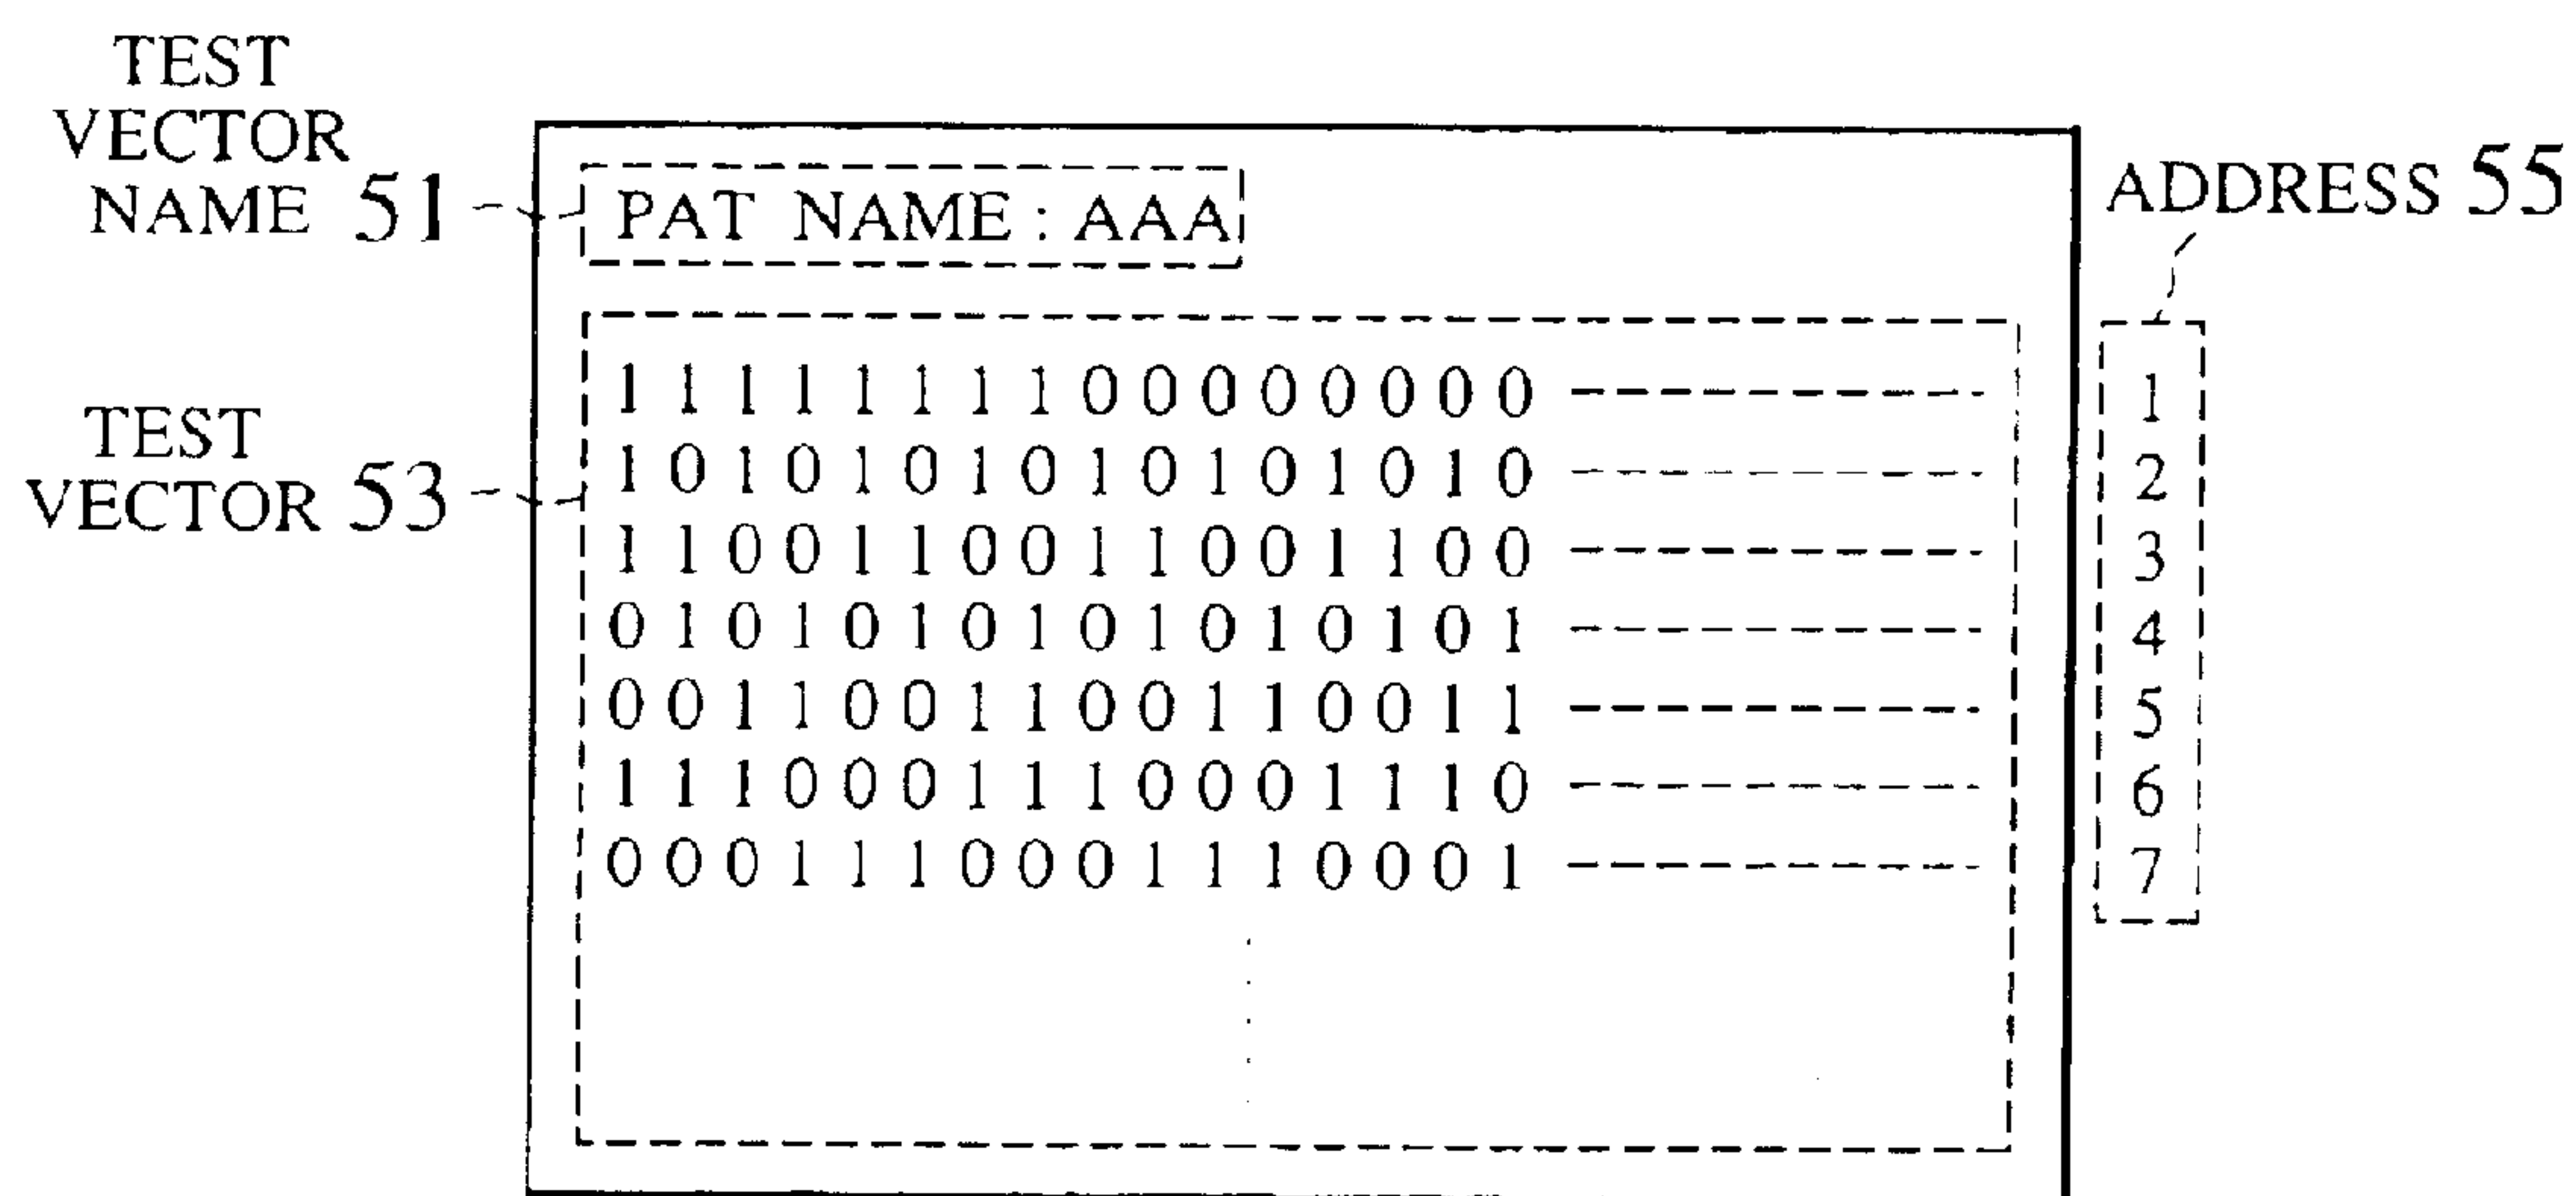 TEST
VECTOR
NAME 51
PAT NAME : AAA
ADDRESS 55
TEST
VECTOR 53
1 1 1 1 1 1 1 1 0 0 0 0 0 0 0 0 1
1 0 1 0 1 0 1 0 1 0 1 0 1 0 1 0 2
1 1 0 0 1 1 0 0 1 1 0 0 1 1 0 0 3
0 1 0 1 0 1 0 1 0 1 0 1 0 1 0 1 4
0 0 1 1 0 0 1 1 0 0 1 1 0 0 1 1 5
1 1 1 0 0 0 1 1 1 0 0 0 1 1 1 0 6
0 0 0 1 1 1 0 0 0 1 1 1 0 0 0 1 7